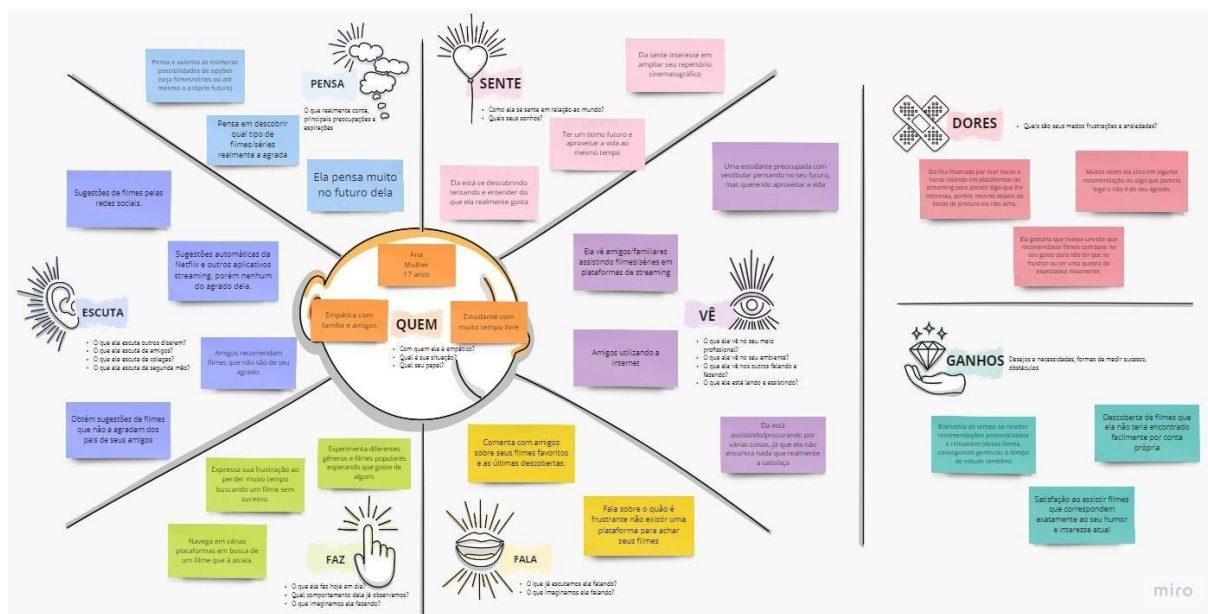 Pensa e valoriza as inúmeras
possibilidades de opções
(seja filmes/séries ou até
mesmo o próprio futuro)
PENSA
O que realmente conta,
principais preocupações e
aspirações
Pensa em descobrir
qual tipo de
filmes/séries
realmente a agrada
Ela pensa muito
no futuro dela
SENTE
• Como ele se sente em relação ao mundo?
• Quais seus sonhos?
Ela sente interesse em
ampliar seu repertório
cinematográfico
Ter um ótimo futuro e
aproveitar a vida ao
mesmo tempo
Ela está se descobrindo
tentando e entender do
que ela realmente gosta
Sugestões de filmes pelas
redes sociais.
Sugestões automáticas da
Netflix e outros aplicativos
streaming, porém nenhum
do agrado dela.
ESCUTA
• O que ele escuta outros dizerem?
• O que ele escuta de amigos?
• O que ele escuta de colegas?
• O que ele escuta de segunda mão?
Amigos recomendam
filmes que não são de seu
agrado.
Obtém sugestões de filmes
que não a agradam dos
pais de seus amigos
Ana
Mulher
17 anos
Empática com
família e amigos
QUEM
Estudante com
muito tempo livre
• Com quem ele é empático?
• Qual é sua situação?
• Qual seu papel?
Uma estudante preocupada com
vestibular pensando no seu futuro,
mas querendo aproveitar a vida
Ela vê amigos/familiares
assistindo filmes/séries em
plataformas de streaming
VÊ
• O que ele vê no seu meio
profissional?
• O que ele vê no seu ambiente?
• O que ele vê nos outros falando e
fazendo?
• O que ele está lendo e assistindo?
Amigos utilizando a
internet
Ela está
assistindo/procurando por
várias coisas, já que ela não
encontra nada que realmente a
satisfaça
Experimenta diferentes
gêneros e filmes populares
esperando que goste de
algum.
Expressa sua frustração ao
perder muito tempo
buscando um filme sem
sucesso.
Navega em várias
plataformas em busca de
um filme que à atraia.
FAZ
• O que ele faz hoje em dia?
• Qual comportamento dele já observamos?
• O que imaginamos ele fazendo?
Comenta com amigos
sobre seus filmes favoritos
e as últimas descobertas.
Fala sobre o quão é
frustrante não existir uma
plataforma para achar
seus filmes
FALA
• O que já escutamos ele falando?
• O que imaginamos ele falando?
DORES
• Quais são seus medos frustrações e ansiedades?
Ela fica frustrada por ficar horas e
horas rolando em plataformas de
streaming para assistir algo que lhe
interessa, porém, mesmo depois de
horas de procura ela não acha.
Muitas vezes ela clica em alguma
recomendação ou algo que parecia
legal e não é de seu agrado.
Ela gostaria que tivesse um site que
recomendasse filmes com base no
seu gosto para não ter que se
frustrar ou ter uma quebra de
expectativa novamente.
GANHOS
Desejos e necessidades, formas de medir sucesso,
obstáculos
Economia de tempo ao receber
recomendações personalizadas
e relevantes (dessa forma,
conseguindo gerenciar o tempo
de estudo também)
Descoberta de filmes que
ela não teria encontrado
facilmente por conta
própria
Satisfação ao assistir filmes
que correspondem
exatamente ao seu humor
e interesse atual
miro